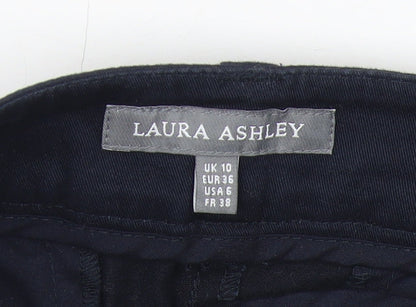 LAURA ASHLEY
UK 10
EUR 36
USA 6
FR 38